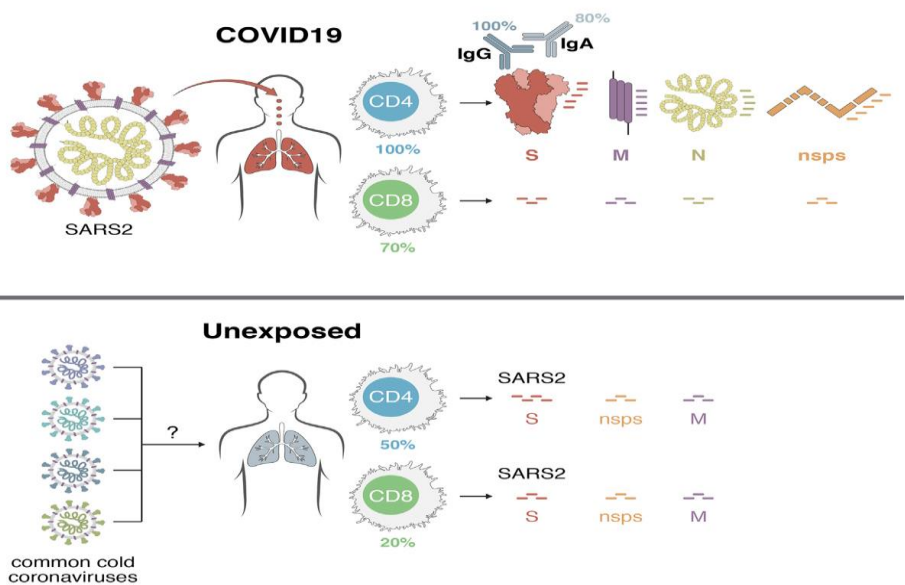 COVID19
100%
80%
IgG
IgA
CD4
100%
S
M
N
nsps
CD8
70%
SARS2
Unexposed
?
CD4
50%
SARS2
S
nsps
M
CD8
20%
SARS2
S
nsps
M
common cold
coronaviruses